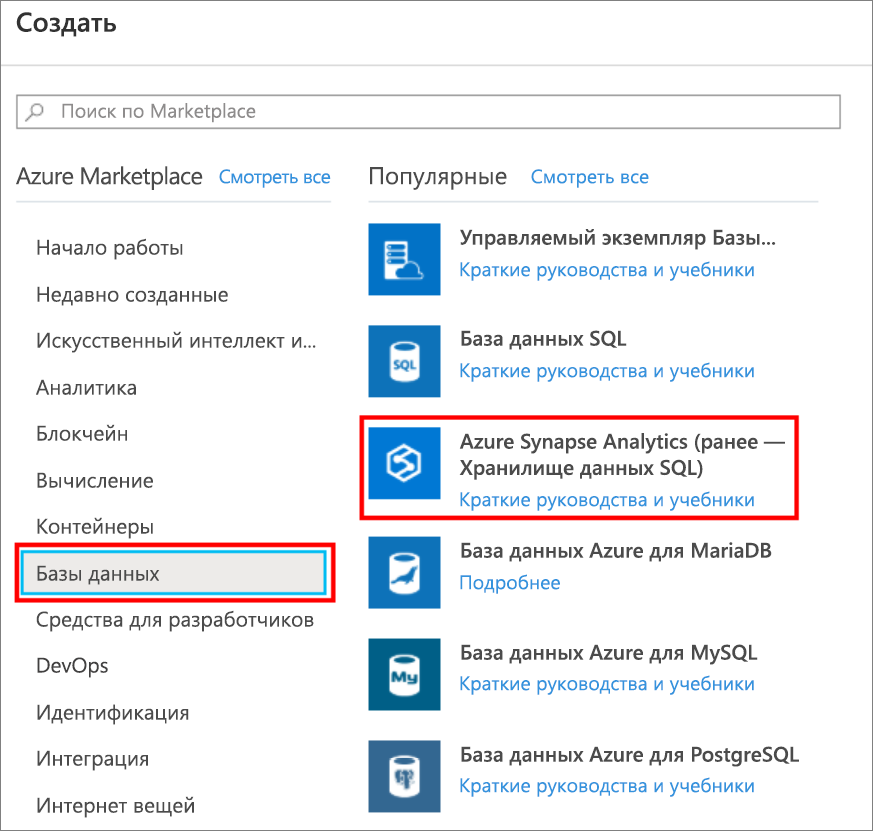 Создать
Поиск по Marketplace
Azure Marketplace Смотреть все
Начало работы
Недавно созданные
Искусственный интеллект и...
Аналитика
Блокчейн
Вычисление
Контейнеры
Базы данных
Средства для разработчиков
DevOps
Идентификация
Интеграция
Интернет вещей
Популярные Смотреть все
Управляемый экземпляр Базы...
Краткие руководства и учебники
SQL
База данных SQL
Краткие руководства и учебники
Azure Synapse Analytics (ранее —
Хранилище данных SQL)
Краткие руководства и учебники
База данных Azure для MariaDB
Подробнее
My
База данных Azure для MySQL
Краткие руководства и учебники
База данных Azure для PostgreSQL
Краткие руководства и учебники